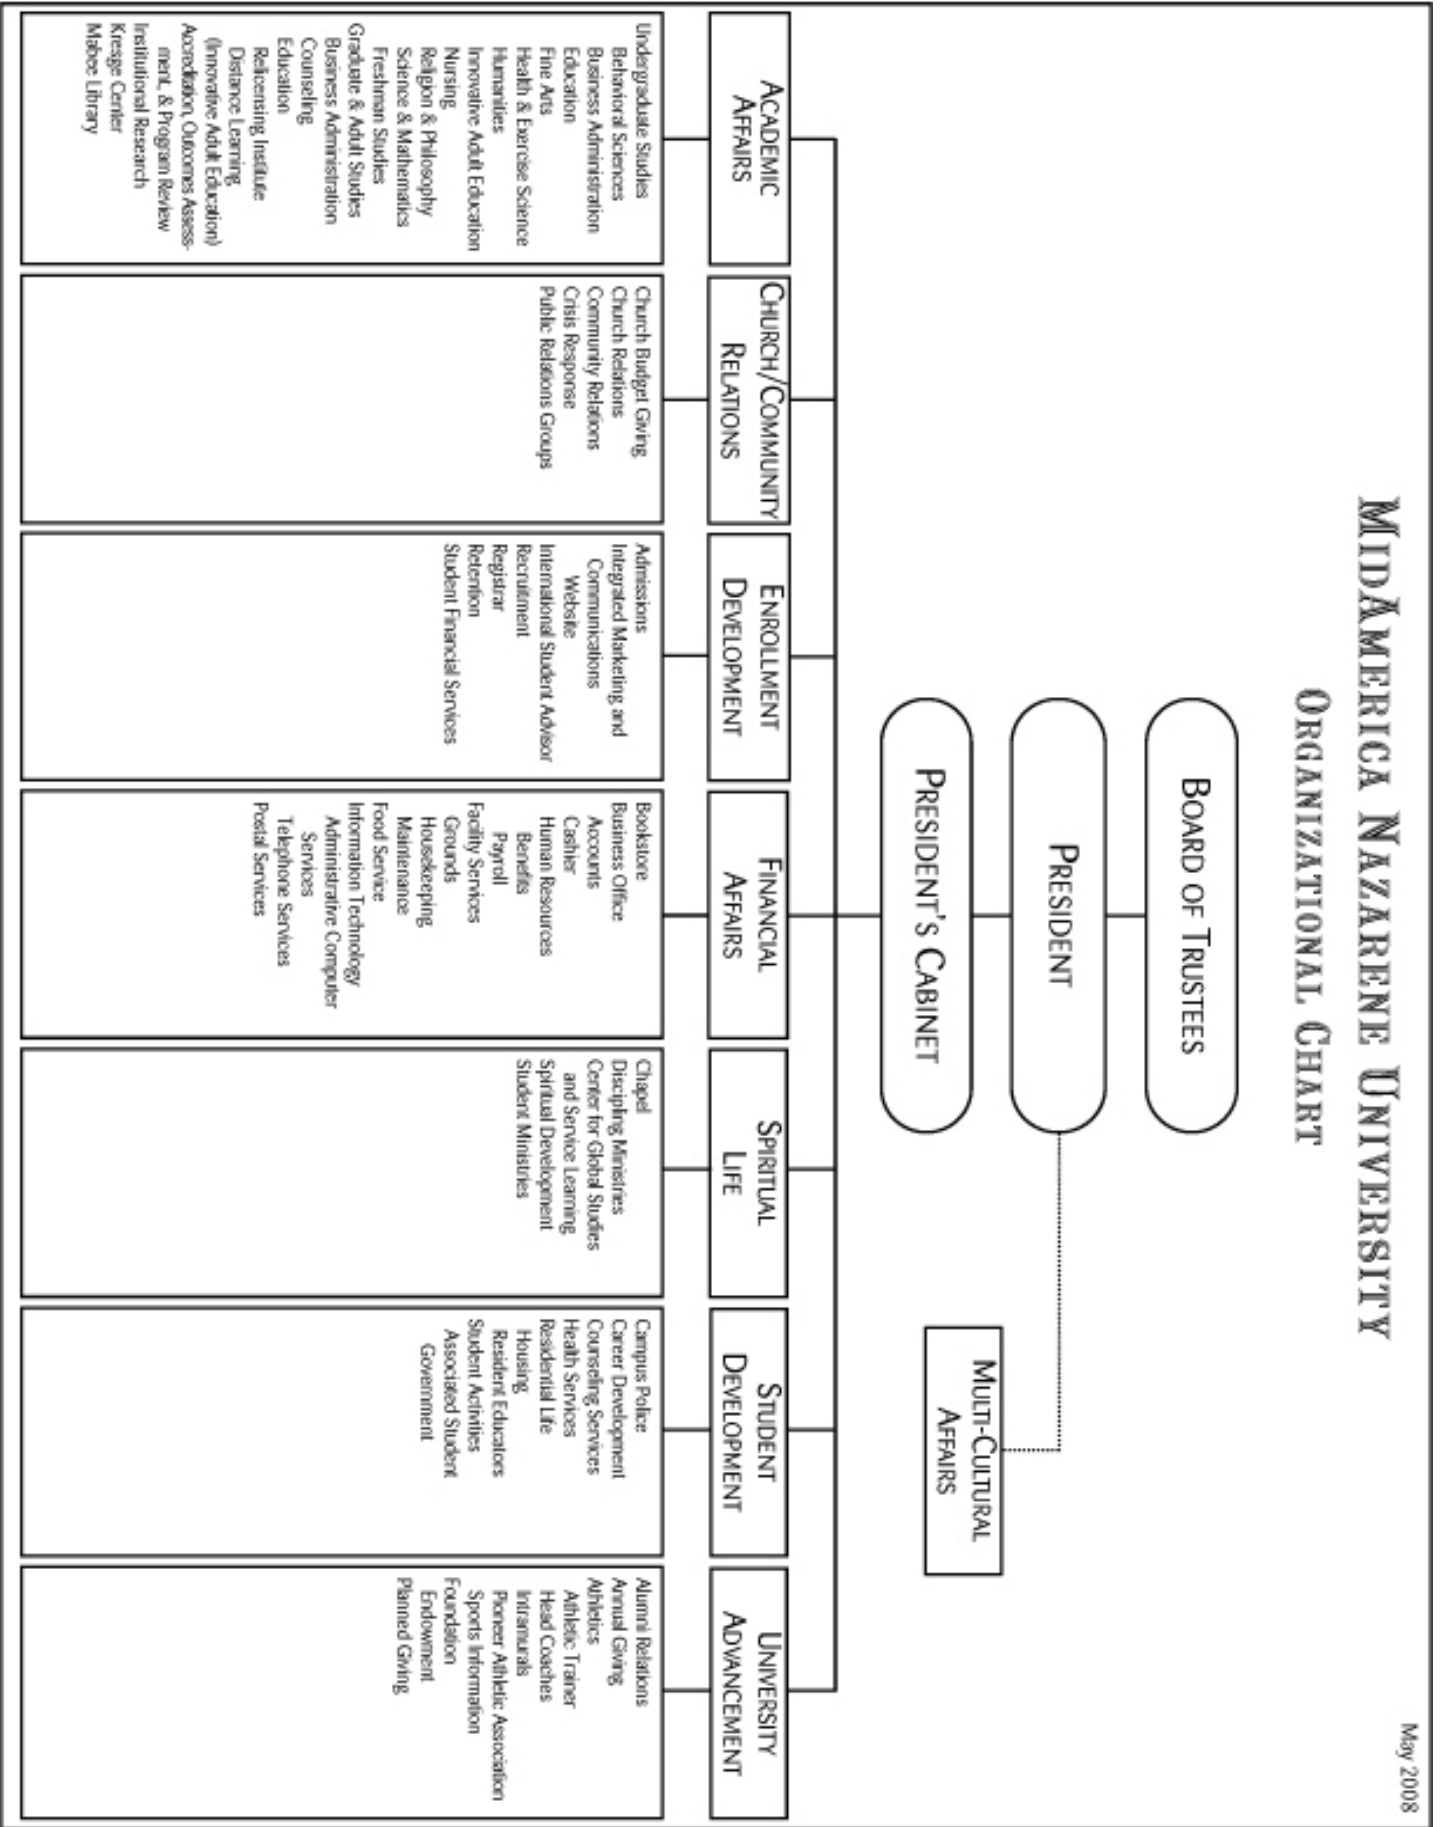 May 2008
MIDAMERICA NAZARENE UNIVERSITY
ORGANIZATIONAL CHART
BOARD OF TRUSTEES
PRESIDENT
PRESIDENT'S CABINET
MULTI-CULTURAL
AFFAIRS
ACADEMIC
AFFAIRS
Undergraduate Studies
Behavioral Sciences
Business Administration
Education
Fine Arts
Health & Exercise Science
Humanities
Innovative Adult Education
Nursing
Religion & Philosophy
Science & Mathematics
Freshman Studies
Graduate & Adult Studies
Business Administration
Counseling
Education
Relicensing Institute
Distance Learning
(Innovative Adult Education)
Accreditation, Outcomes Assess-
ment, & Program Review
Institutional Research
Kresge Center
Mabee Library
CHURCH/COMMUNITY
RELATIONS
Church Budget Giving
Church Relations
Community Relations
Crisis Response
Public Relations Groups
ENROLLMENT
DEVELOPMENT
Admissions
Integrated Marketing and
Communications
Website
International Student Advisor
Recruitment
Registrar
Retention
Student Financial Services
FINANCIAL
AFFAIRS
Bookstore
Business Office
Accounts
Cashier
Human Resources
Benefits
Payroll
Facility Services
Grounds
Housekeeping
Maintenance
Food Service
Information Technology
Administrative Computer
Services
Telephone Services
Postal Services
SPIRITUAL
LIFE
Chapel
Discipling Ministries
Center for Global Studies
and Service Learning
Spiritual Development
Student Ministries
STUDENT
DEVELOPMENT
Campus Police
Career Development
Counseling Services
Health Services
Residential Life
Housing
Resident Educators
Student Activities
Associated Student
Government
UNIVERSITY
ADVANCEMENT
Alumni Relations
Annual Giving
Athletics
Athletic Trainer
Head Coaches
Intramurals
Pioneer Athletic Association
Sports Information
Foundation
Endowment
Planned Giving